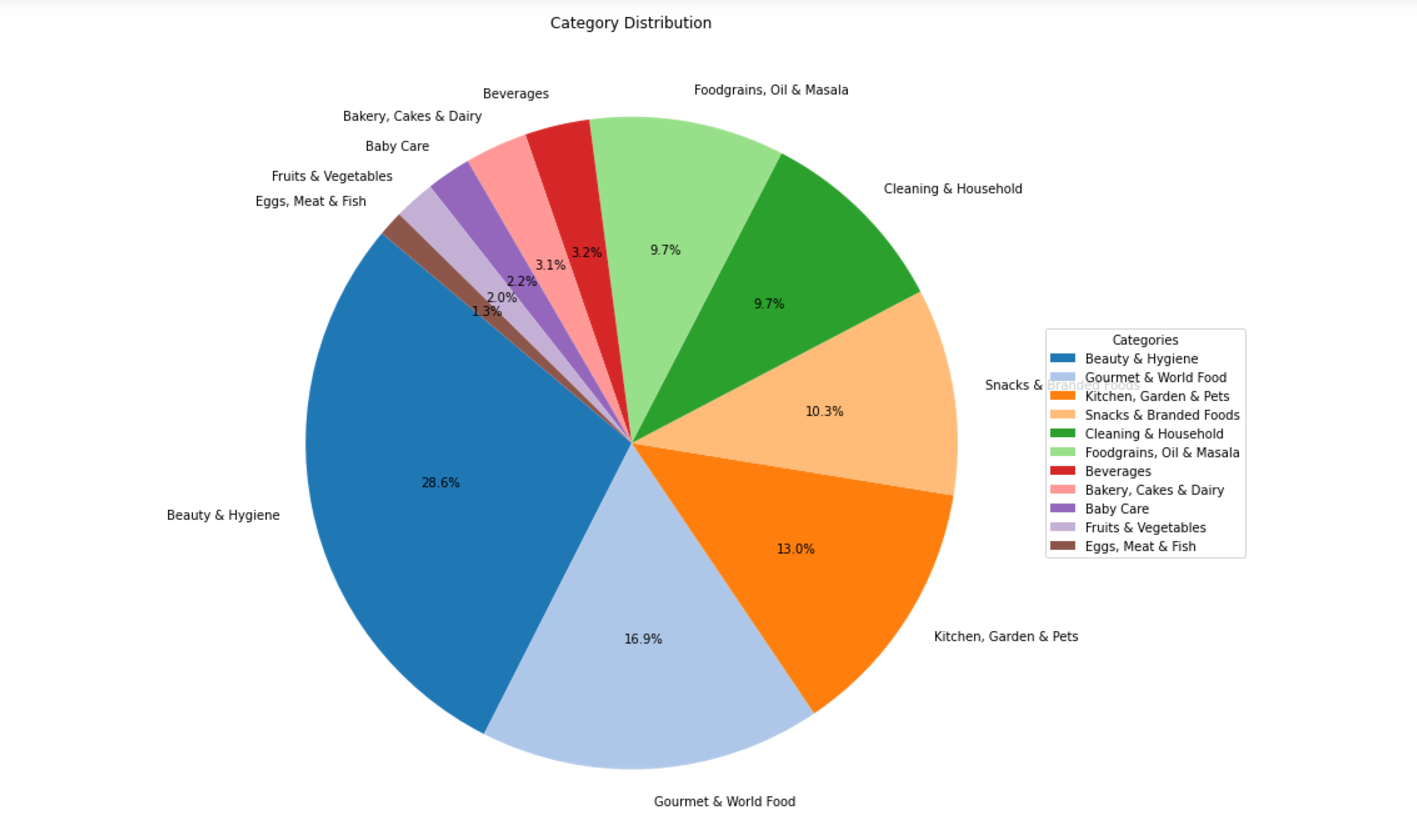 Category Distribution
Foodgrains, Oil & Masala
Beverages
Bakery, Cakes & Dairy
Baby Care
Fruits & Vegetables
Cleaning & Household
Eggs, Meat & Fish
9.7%
3.2%
3.1%
2.2%
2.0%
9.7%
1.3%
Snacks & Branded Foods
10.3%
28.6%
Beauty & Hygiene
13.0%
16.9%
Kitchen, Garden & Pets
Gourmet & World Food
Categories
Beauty & Hygiene
Gourmet & World Food
Kitchen, Garden & Pets
Snacks & Branded Foods
Cleaning & Household
Foodgrains, Oil & Masala
Beverages
Bakery, Cakes & Dairy
Baby Care
Fruits & Vegetables
Eggs, Meat & Fish